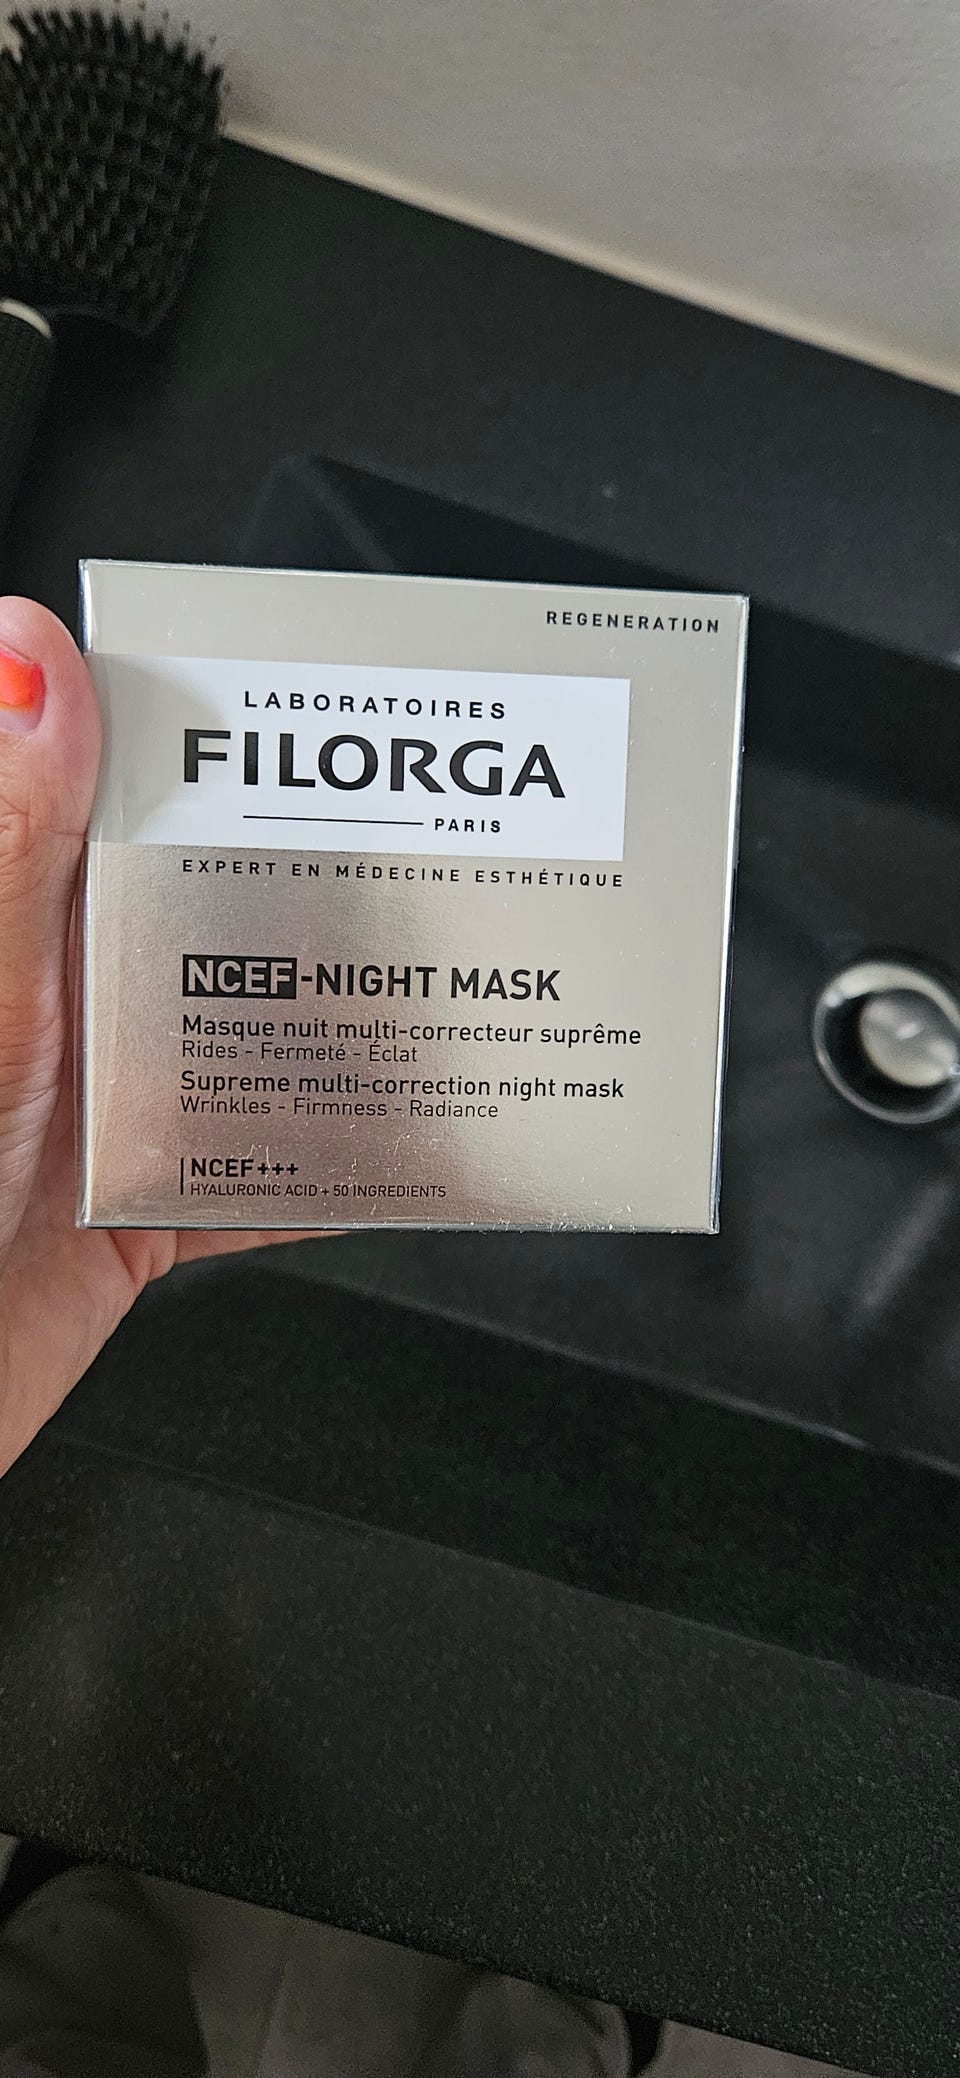 REGENERATION
LABORATOIRES
FILORGA
PARIS
EXPERT EN MÉDECINE ESTHÉTIQUE
NCEF-NIGHT MASK
Masque nuit multi-correcteur suprême
Rides - Fermeté - Éclat
Supreme multi-correction night mask
Wrinkles - Firmness - Radiance
NCEF+++
HYALURONIC ACID + 50 INGREDIENTS